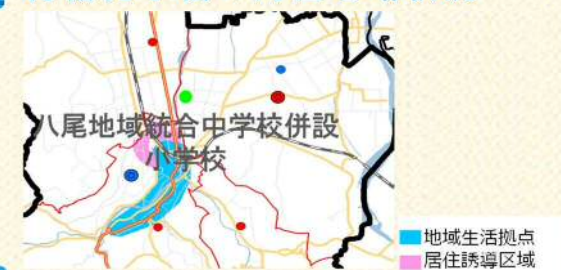 八尾地域統合中学校併設
小学校
地域生活拠点
居住誘導区域